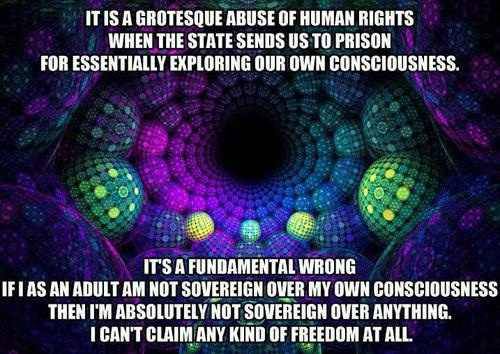 IT IS A GROTESQUE ABUSE OF HUMAN RIGHTS
WHEN THE STATE SENDS US TO PRISON
FOR ESSENTIALLY EXPLORING OUR OWN CONSCIOUSNESS.
IT'S A FUNDAMENTAL WRONG
IF I AS AN ADULT AM NOT SOVEREIGN OVER MY OWN CONSCIOUSNESS
THEN I'M ABSOLUTELY NOT SOVEREIGN OVER ANYTHING.
I CAN'T CLAIM ANY KIND OF FREEDOM AT ALL.